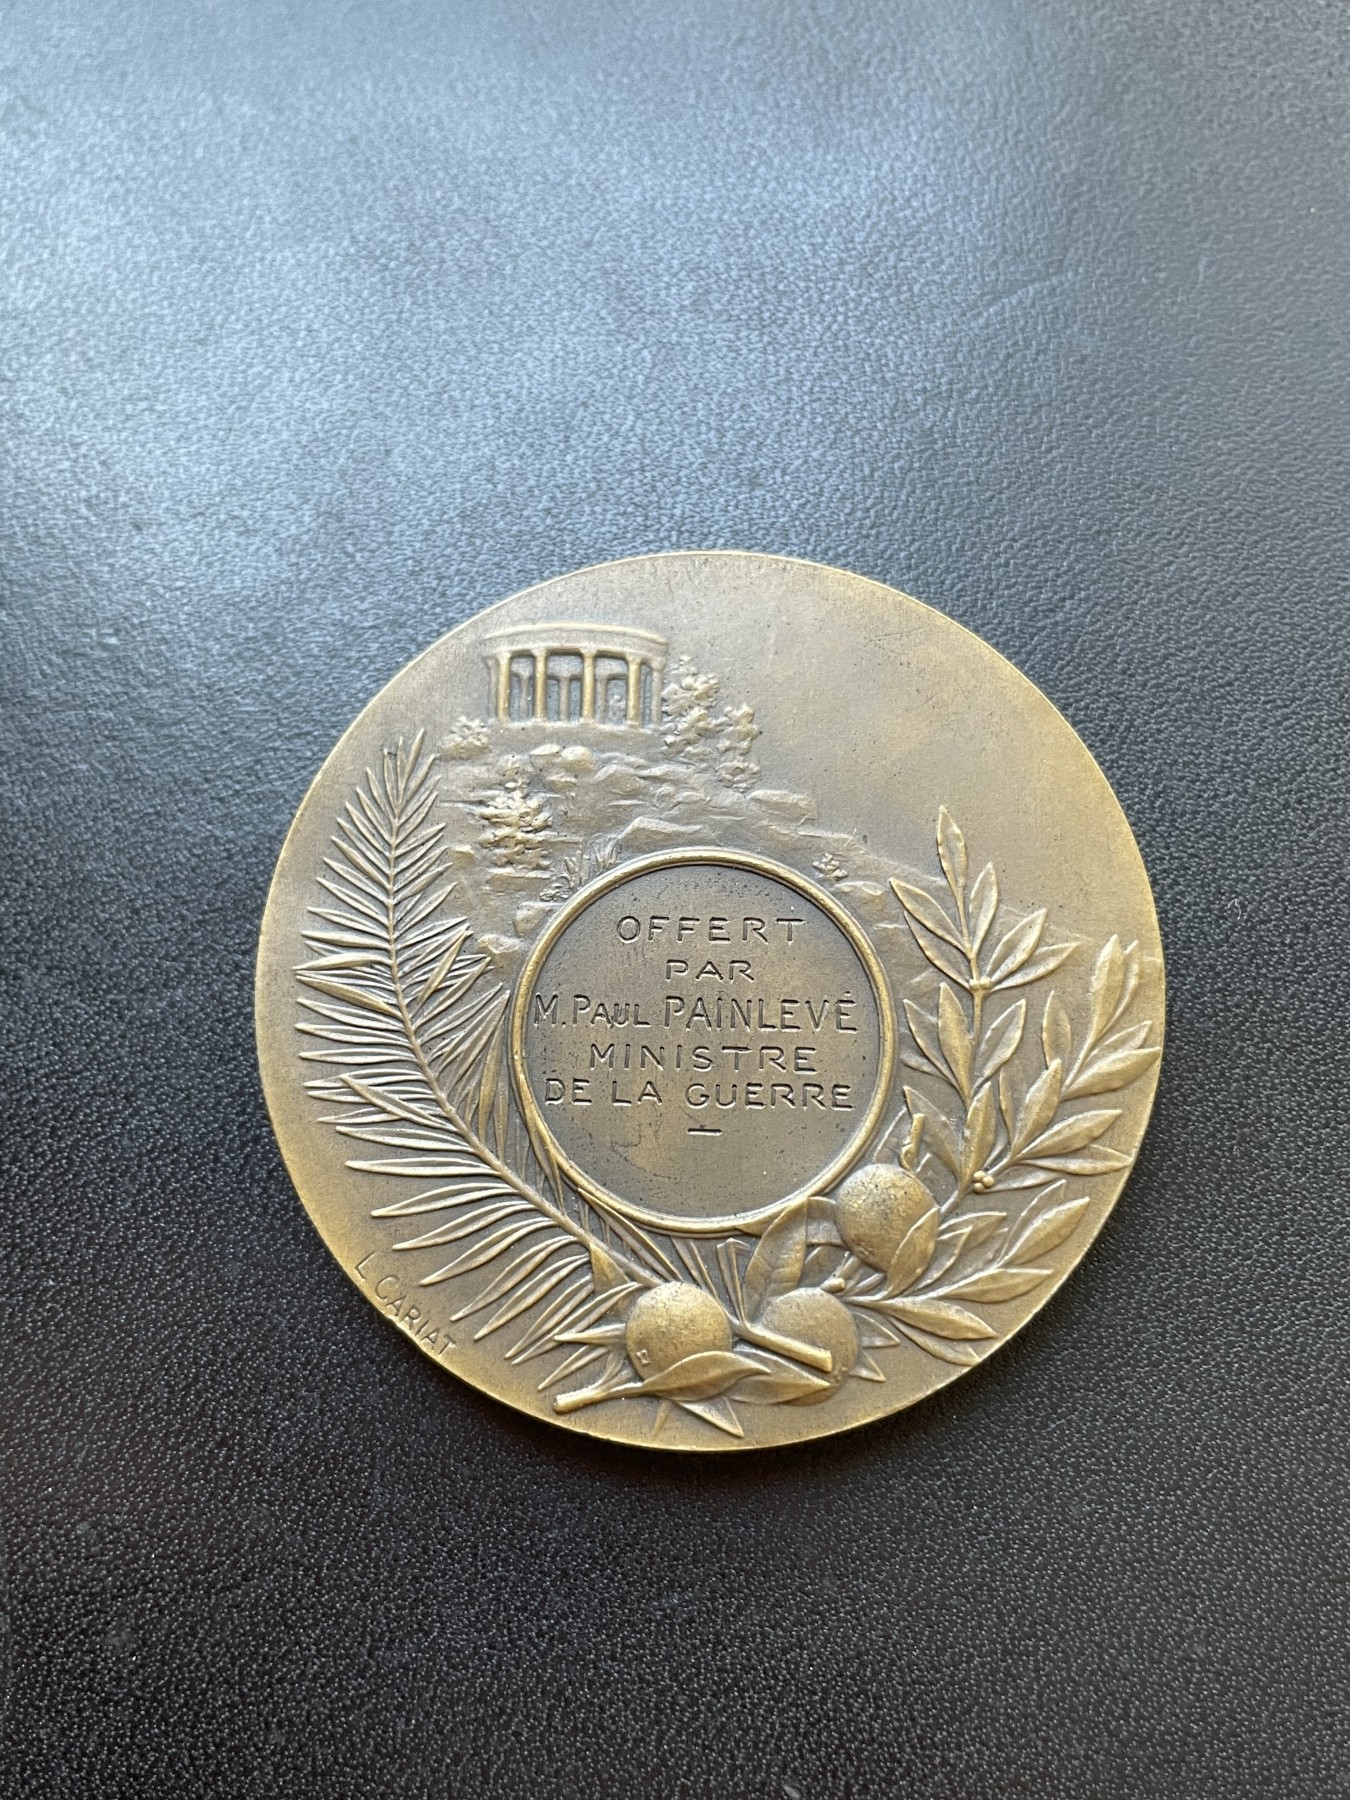 OFFERT
PAR
M. PAUL PAINLEVÉ
MINISTRE
DE LA GUERRE
L CARIAT